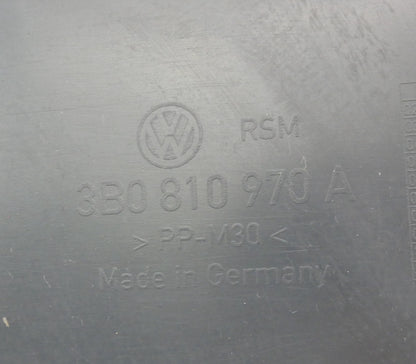 RSM
3B0 810 970 A
> PP-M30 <
Made in Germany